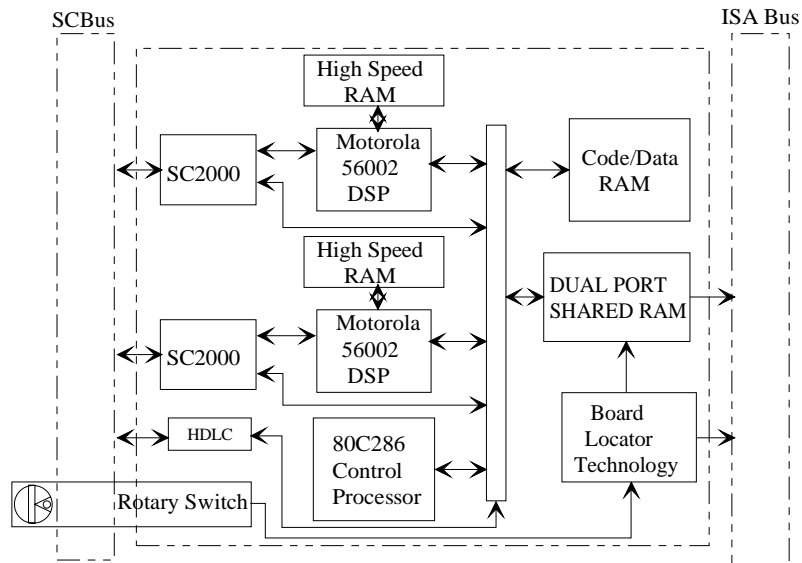 SCBus
ISA Bus
High Speed
RAM
Motorola
56002
DSP
SC2000
Code/Data
RAM
High Speed
RAM
Motorola
56002
DSP
SC2000
DUAL PORT
SHARED RAM
HDLC
80C286
Control
Processor
Board
Locator
Technology
Rotary Switch